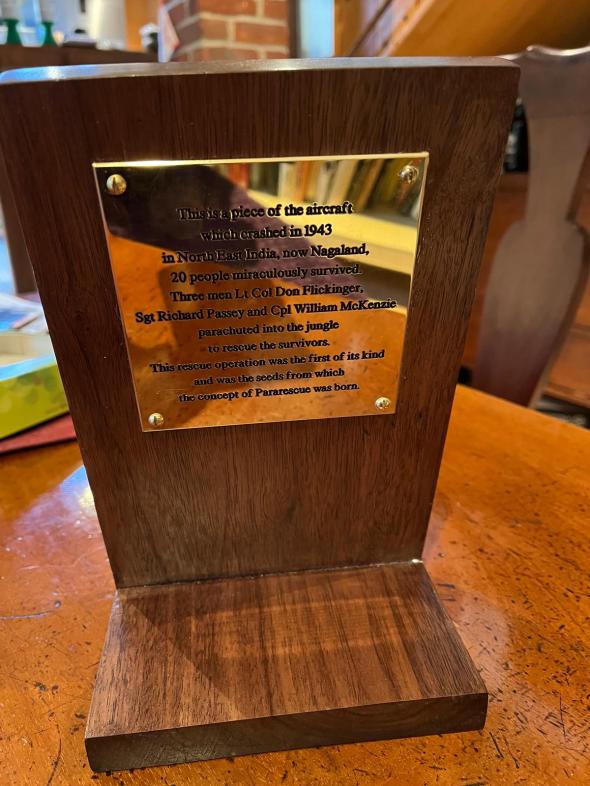 This is a piece of the aircraft
which crashed in 1943
in North East India, now Nagaland,
20 people miraculously survived.
Three men Lt Col Don Flickinger,
Sgt Richard Passey and Cpl William McKenzie
parachuted into the jungle
to rescue the survivors.
This rescue operation was the first of its kind
and was the seeds from which
the concept of Pararescue was born.